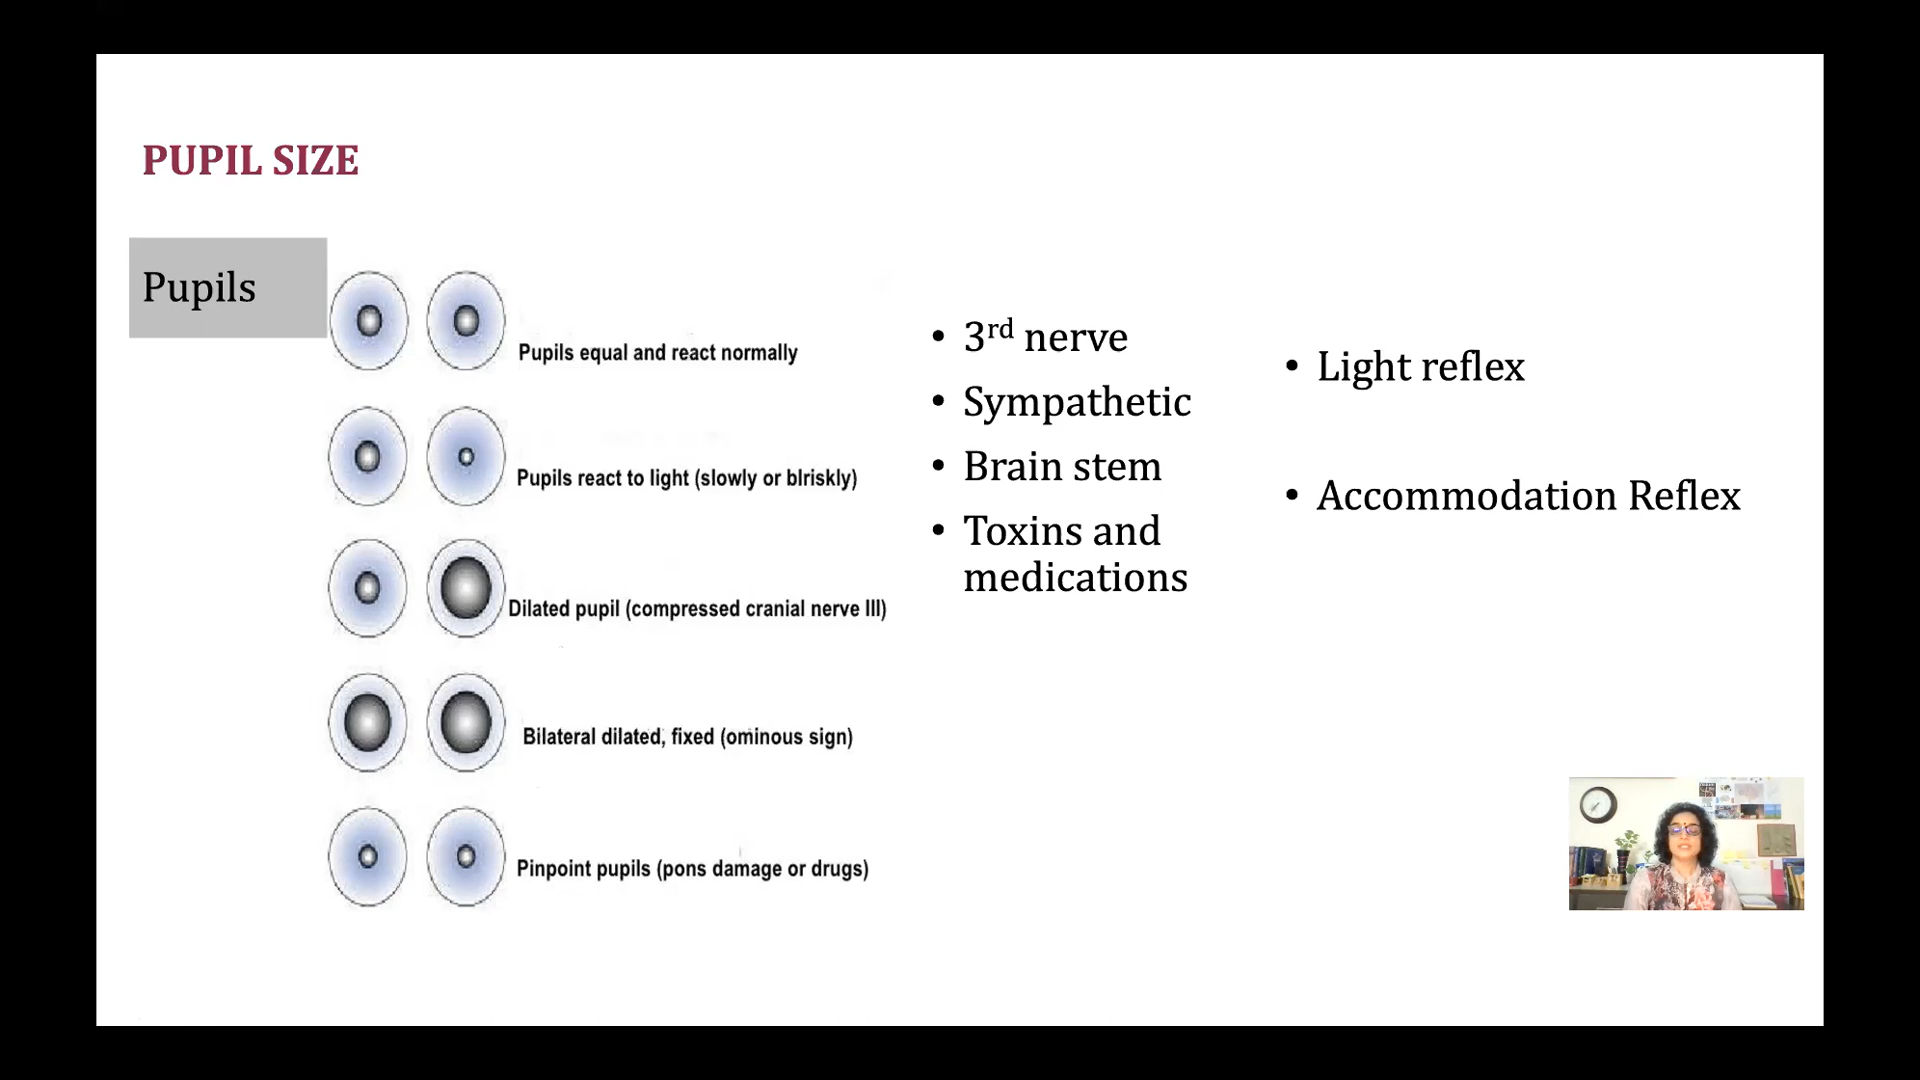 PUPIL SIZE
Pupils
Pupils equal and react normally
Pupils react to light (slowly or blriskly)
Dilated pupil (compressed cranial nerve III)
Bilateral dilated, fixed (ominous sign)
Pinpoint pupils (pons damage or drugs)
• 3rd nerve
• Sympathetic
• Brain stem
• Toxins and
medications
• Light reflex
• Accommodation Reflex